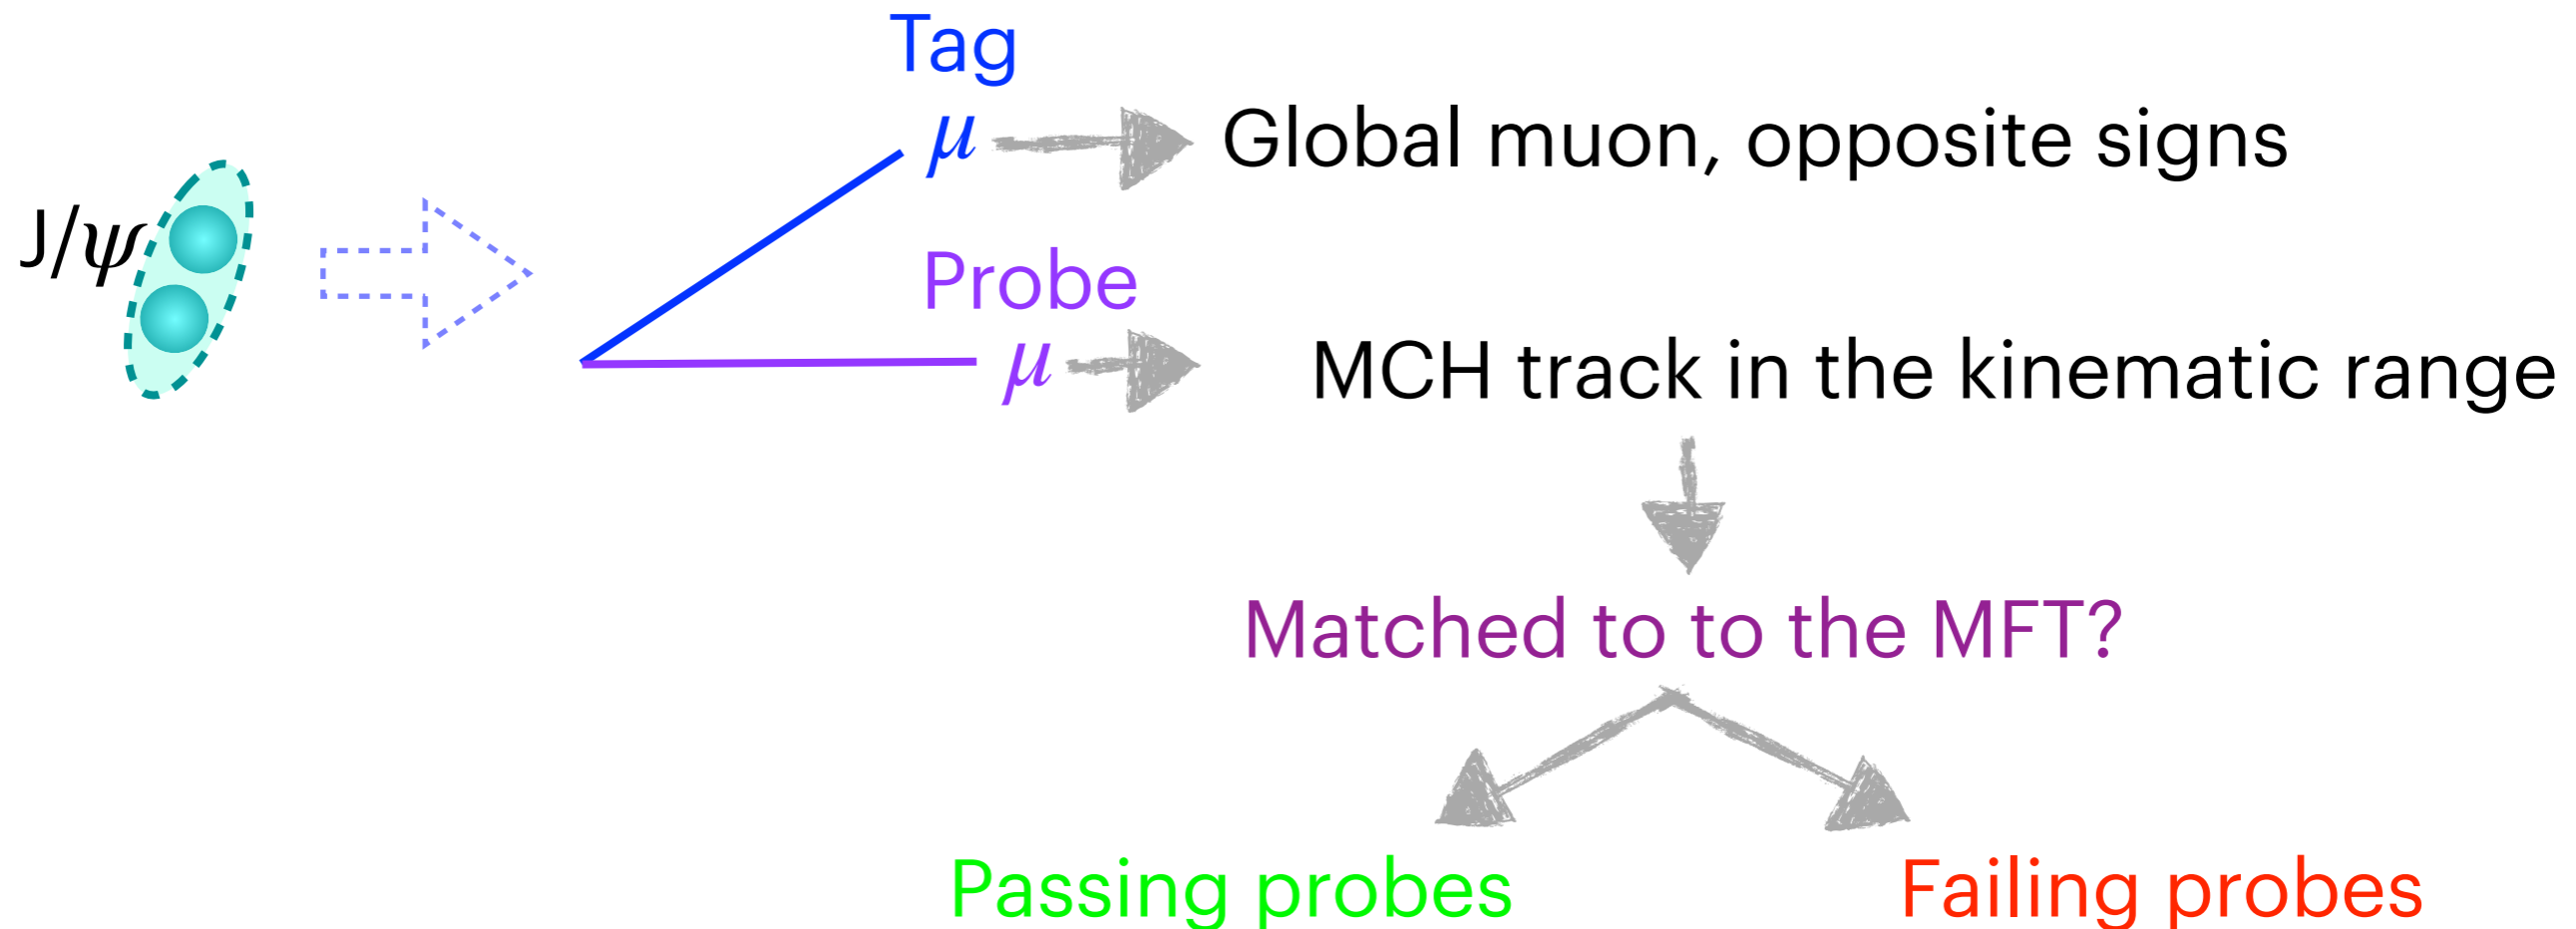 Tag
μ
Global muon, opposite signs
J/ψ
Probe
μ
MCH track in the kinematic range
Matched to to the MFT?
Passing probes
Failing probes